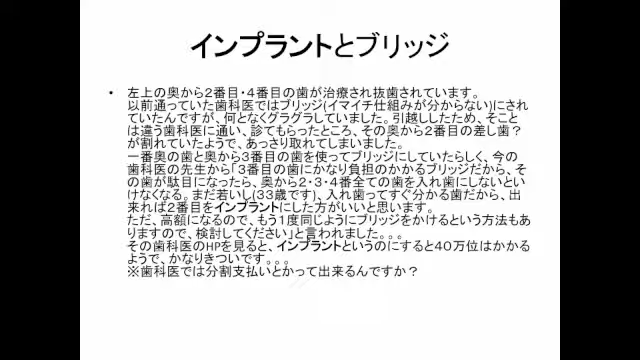 インプラントとブリッジ
• 左上の奥から2番目・4番目の歯が治療され抜歯されています。
以前通っていた歯科医ではブリッジ(イマイチ仕組みが分からない)にされ
ていたんですが、何となくグラグラしていました。引越ししたため、そこと
は違う歯科医に通い、診てもらったところ、その奥から2番目の差し歯？
が割れていたようで、あっさり取れてしまいました。
一番奥の歯と奥から3番目の歯を使ってブリッジにしていたらしく、今の
歯科医の先生から「3番目の歯にかなり負担のかかるブリッジだから、そ
の歯が駄目になったら、奥から2・3・4番全ての歯を入れ歯にしないとい
けなくなる。まだ若いし(33歳です)、入れ歯ってすぐ分かる歯だから、出
来れば2番目をインプラントにした方がいいと思います。
ただ、高額になるので、もう1度同じようにブリッジをかけるという方法もあ
りますので、検討してください」と言われました。。。
その歯科医のHPを見ると、インプラントというのにすると40万位はかかる
ようで、かなりきついです。。。
※歯科医では分割支払いとかって出来るんですか？